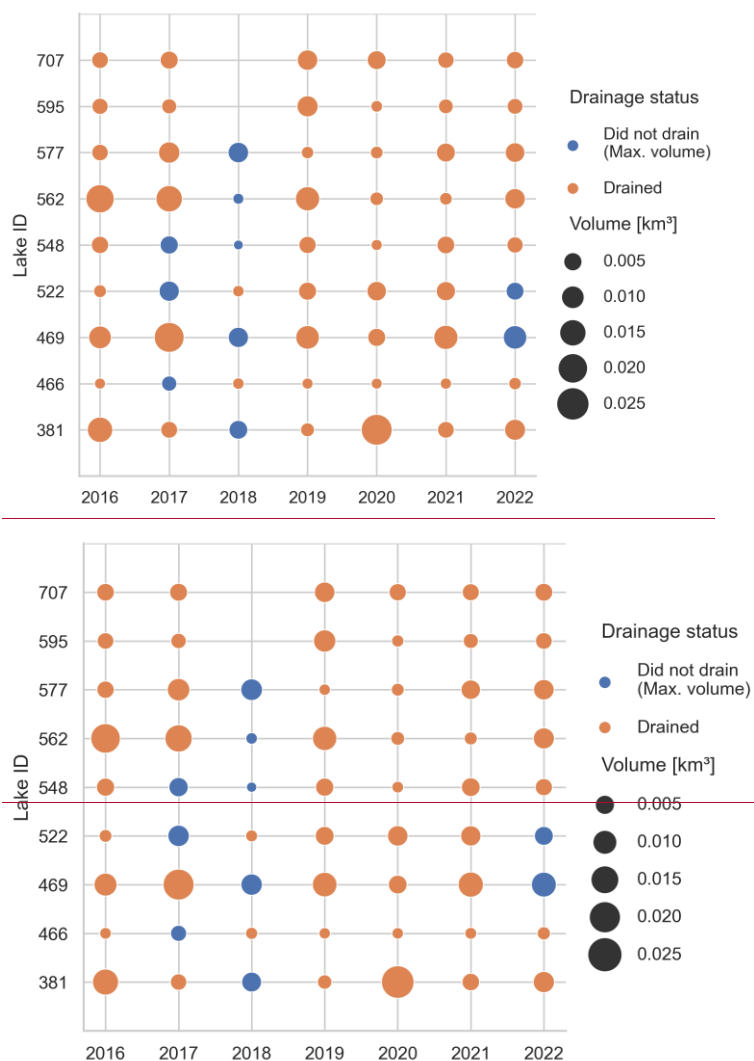 707
595
577
562
548
522
469
466
381
Lake ID
2016 2017 2018 2019 2020 2021 2022
Drainage status
Did not drain
(Max. volume)
Drained
Volume [km³]
0.005
0.010
0.015
0.020
0.025
707
595
577
562
548
522
469
466
381
Lake ID
2016 2017 2018 2019 2020 2021 2022
Drainage status
Did not drain
(Max. volume)
Drained
Volume [km³]
0.005
0.010
0.015
0.020
0.025